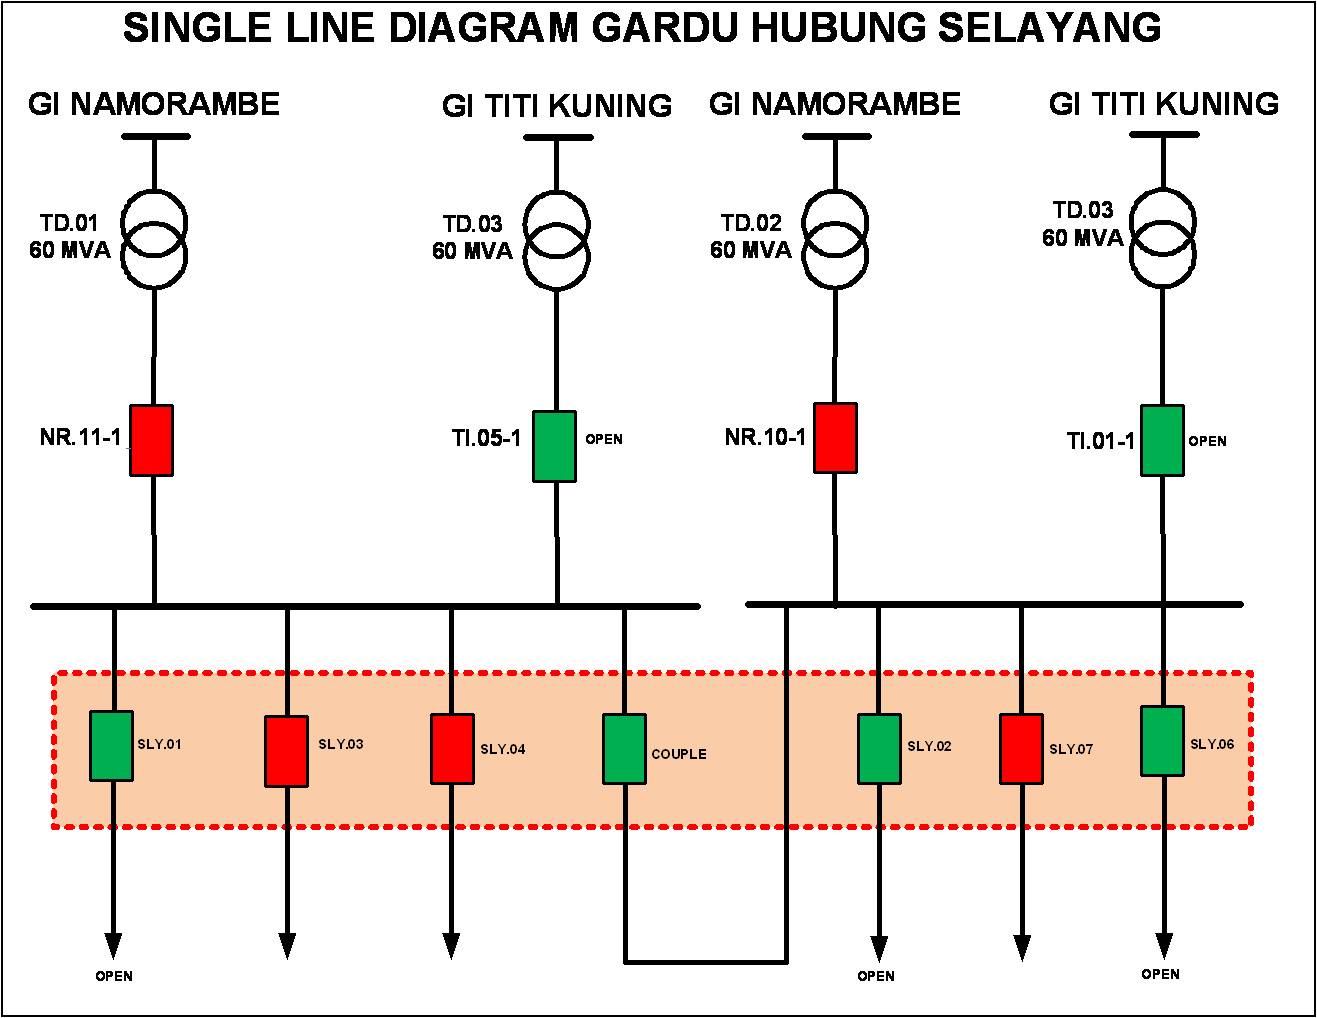 SINGLE LINE DIAGRAM GARDU HUBUNG SELAYANG
GI NAMORAMBE
GI TITI KUNING
GI NAMORAMBE
GI TITI KUNING
TD.01
60 MVA
TD.03
60 MVA
TD.02
60 MVA
TD.03
60 MVA
NR.11-1
TI.05-1
OPEN
NR.10-1
TI.01-1
OPEN
SLY.01
SLY.03
SLY.04
COUPLE
SLY.02
SLY.07
SLY.06
OPEN
OPEN
OPEN